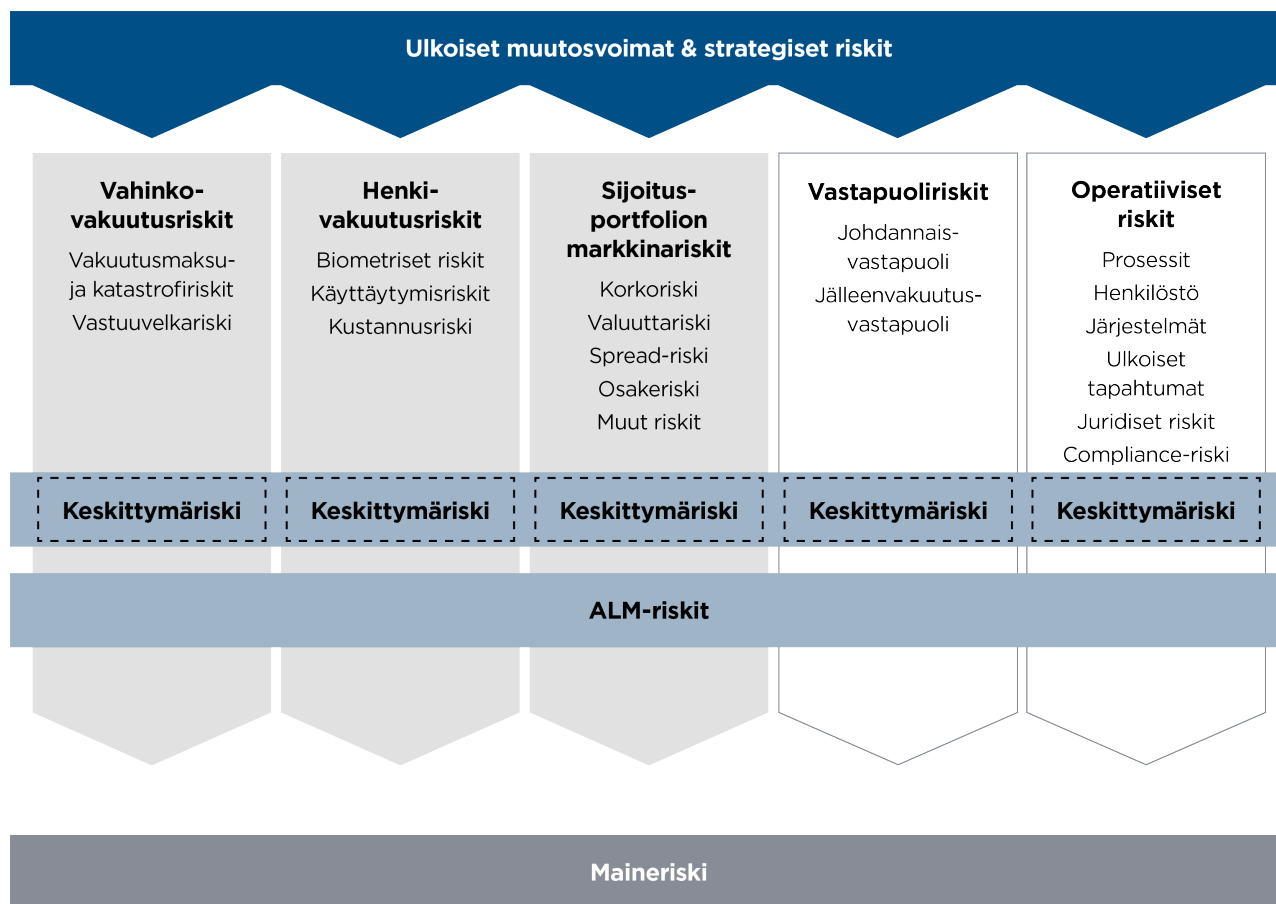 Ulkoiset muutosvoimat & strategiset riskit
Vahinko-
vakuutusriskit
Vakuutusmaksu-
ja katastrofiriskit
Vastuuvelkariski
Henki-
vakuutusriskit
Biometriset riskit
Käyttäytymisriskit
Kustannusriski
Sijoitus-
portfolion
markkinariskit
Korkoriski
Valuuttariski
Spread-riski
Osakeriski
Muut riskit
Vastapuoliriskit
Johdannais-
vastapuoli
Jälleenvakuutus-
vastapuoli
Operatiiviset
riskit
Prosessit
Henkilöstö
Järjestelmät
Ulkoiset
tapahtumat
Juridiset riskit
Compliance-riski
Keskittymäriski
Keskittymäriski
Keskittymäriski
Keskittymäriski
Keskittymäriski
ALM-riskit
Maineriski